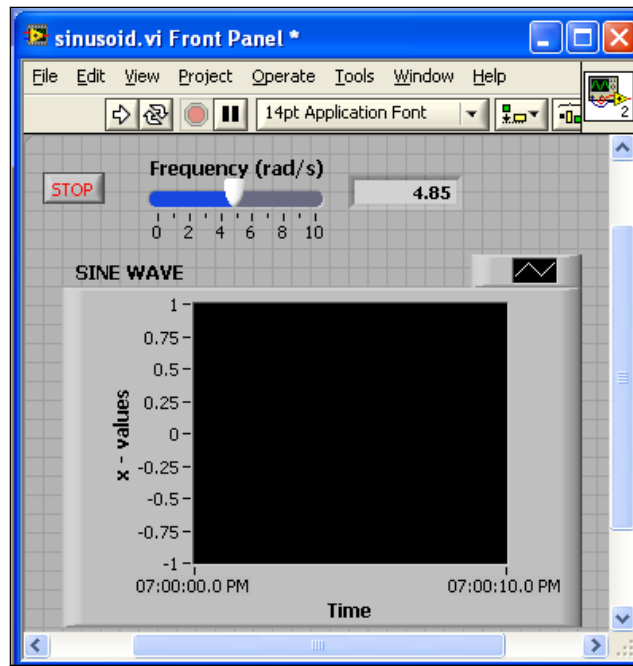 sinusoid.vi Front Panel *
File Edit View Project Operate Tools Window Help
14pt Application Font
2
Frequency (rad/s)
STOP
4.85
0 2 4 6 8 10
SINE WAVE
1
0.75
0.5
0.25
0
-0.25
-0.5
-0.75
-1
x - values
07:00:00.0 PM 07:00:10.0 PM
Time